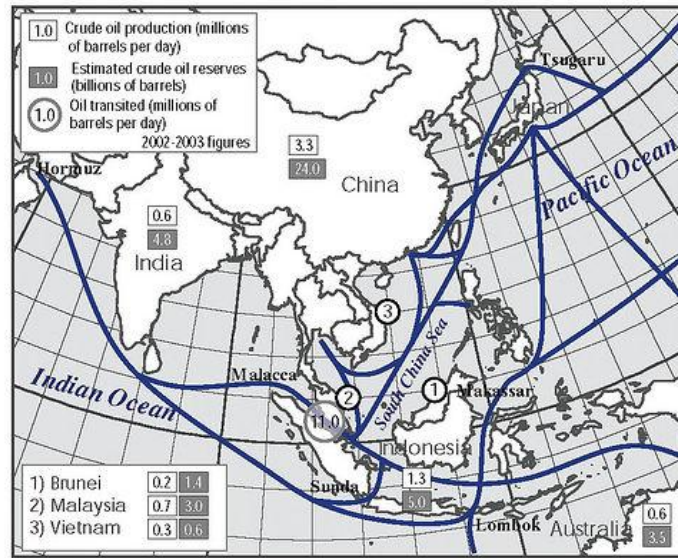 1.0 Crude oil production (millions
of barrels per day)
1.0 Estimated crude oil reserves
(billions of barrels)
1.0 Oil transited (millions of
barrels per day)
2002-2003 figures
Tsugaru
Japan
Hormuz
3.3
24.0
China
Pacific Ocean
0.6
4.8
India
3
South China Sea
Malacca
Indian Ocean
2
1
Makassar
11.0
Indonesia
1.3
5.0
Sunda
Lombok
Australia
0.6
3.5
1) Brunei 0.2 1.4
2) Malaysia 0.7 3.0
3) Vietnam 0.3 0.6